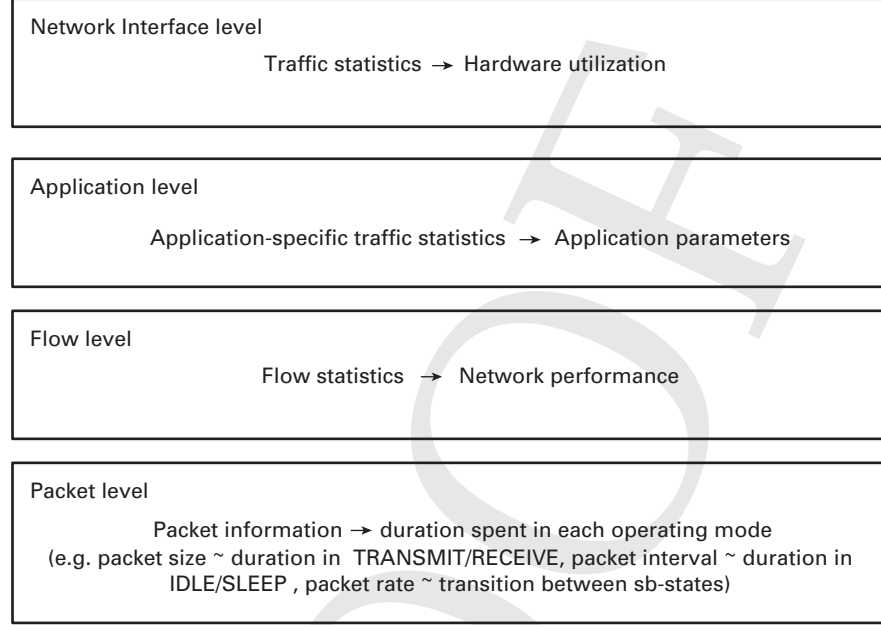 Network Interface level
Traffic statistics → Hardware utilization
Application level
Application-specific traffic statistics → Application parameters
Flow level
Flow statistics → Network performance
Packet level
Packet information → duration spent in each operating mode
(e.g. packet size ~ duration in TRANSMIT/RECEIVE, packet interval ~ duration in
IDLE/SLEEP , packet rate ~ transition between sb-states)